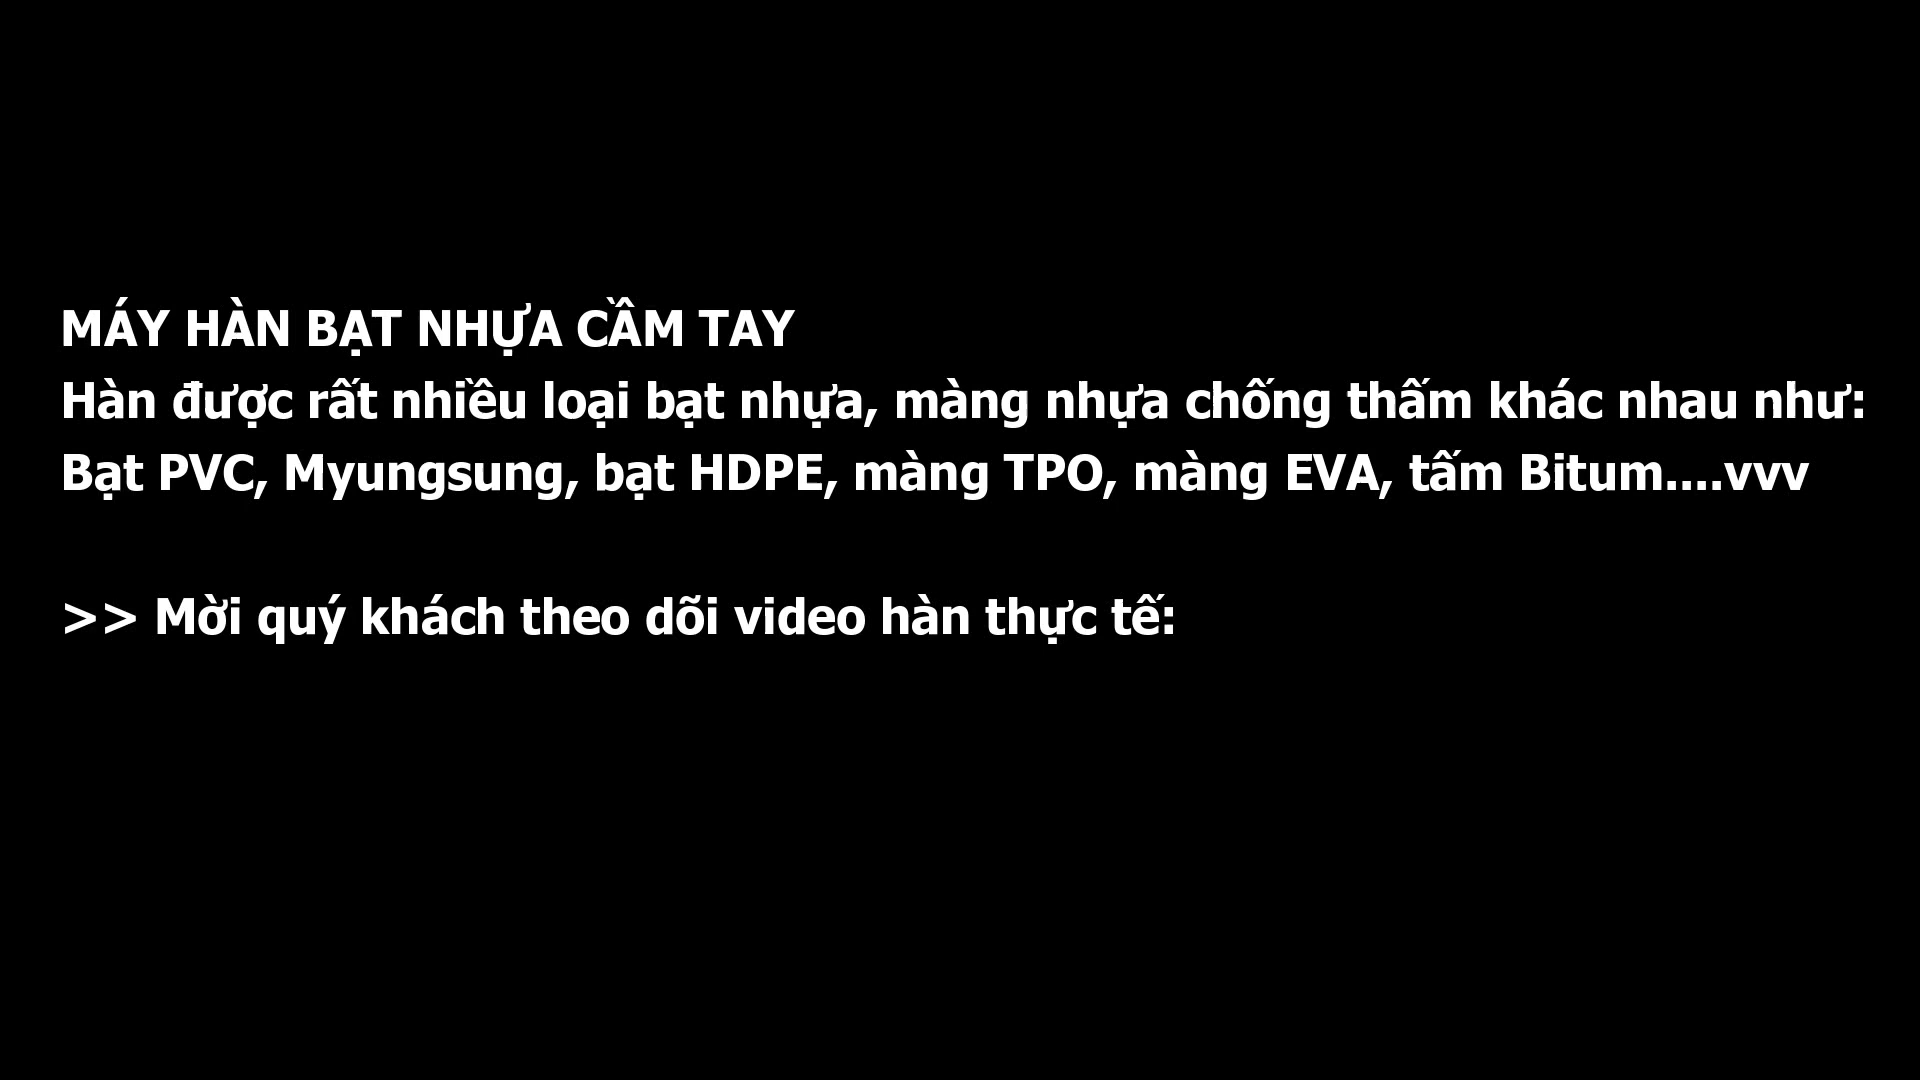 MÁY HÀN BẠT NHỰA CẦM TAY
Hàn được rất nhiều loại bạt nhựa, màng nhựa chống thấm khác nhau như:
Bạt PVC, Myungsung, bạt HDPE, màng TPO, màng EVA, tấm Bitum....vvv
>> Mời quý khách theo dõi video hàn thực tế: